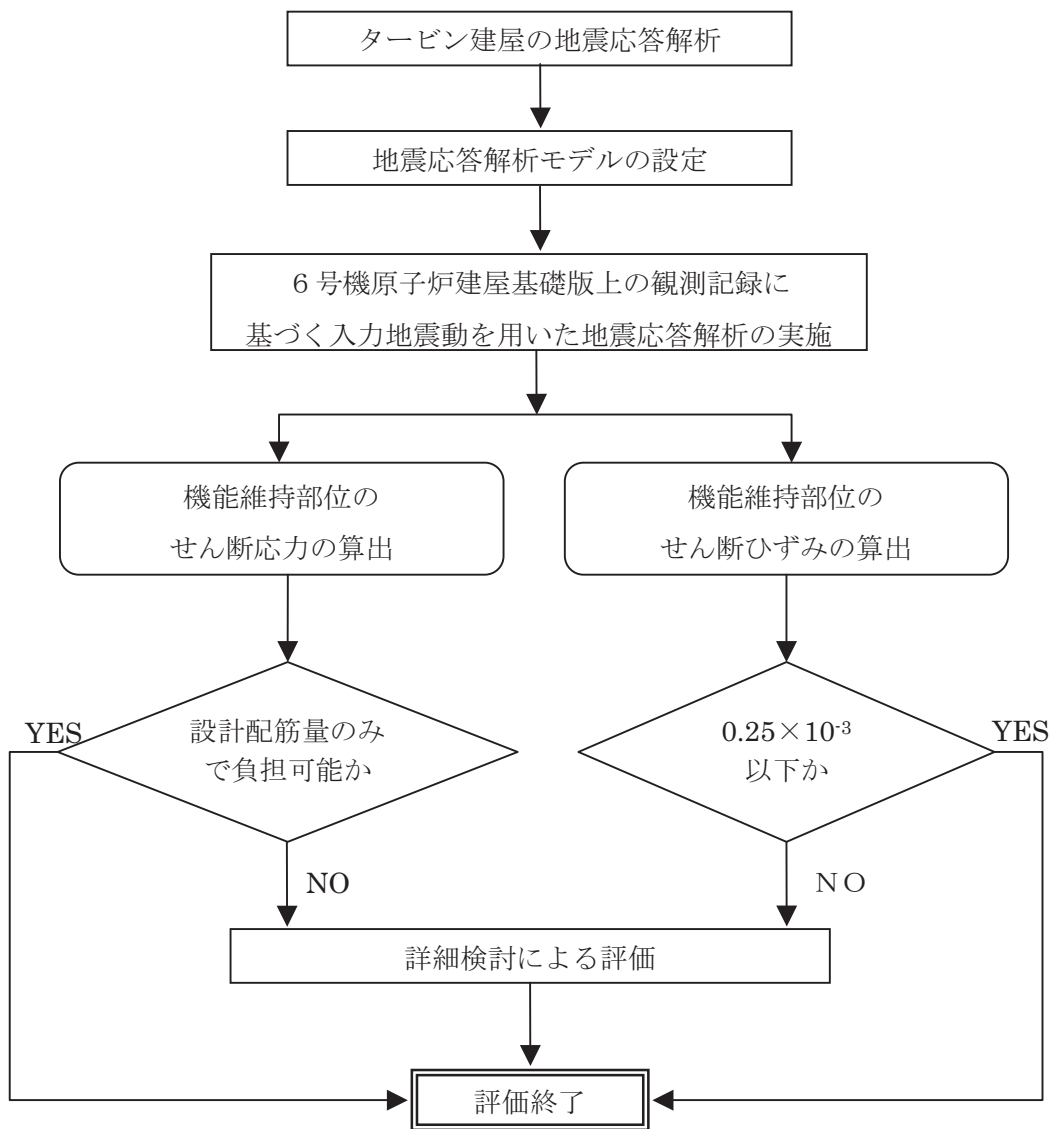 タービン建屋の地震応答解析
地震応答解析モデルの設定
6号機原子炉建屋基礎版上の観測記録に
基づく入力地震動を用いた地震応答解析の実施
機能維持部位の
せん断応力の算出
機能維持部位の
せん断ひずみの算出
YES
設計配筋量のみ
で負担可能か
0.25×10-3
以下か
YES
NO
NO
詳細検討による評価
評価終了